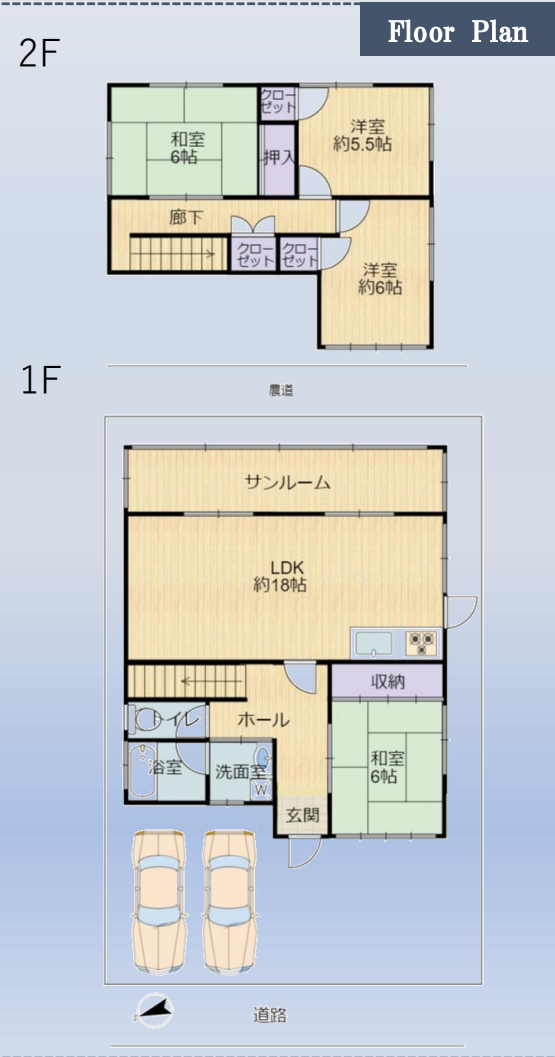 Floor Plan
2F
クロー
ゼット
洋室
約5.5帖
和室
6帖
押入
廊下
クロー
ゼット
クロー
ゼット
洋室
約6帖
1F
農道
サンルーム
LDK
約18帖
収納
トイレ
ホール
浴室
洗面室
W
和室
6帖
玄関
道路